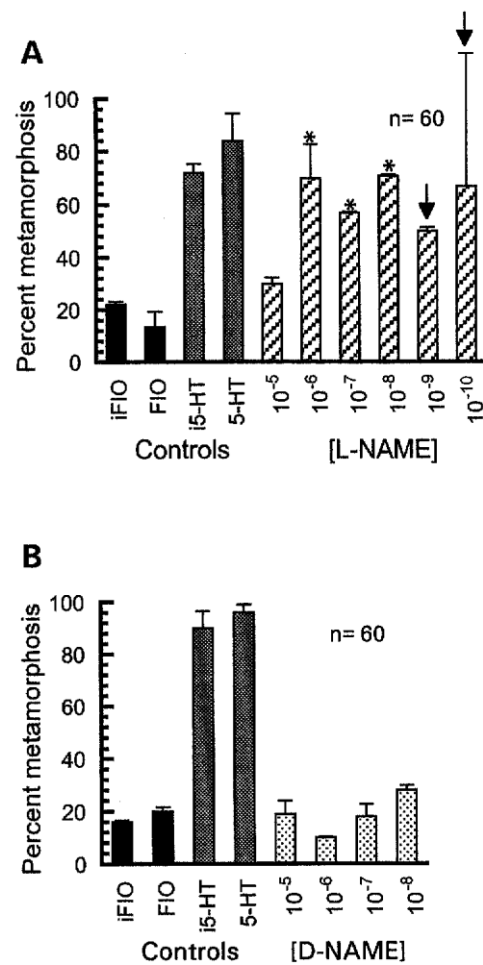 A
Percent metamorphosis
100
80
60
40
20
0
n= 60
*
*
*
iFIO
FIO
i5-HT
5-HT
10⁻⁵
10⁻⁶
10⁻⁷
10⁻⁸
10⁻⁹
10⁻¹⁰
Controls
[L-NAME]
B
Percent metamorphosis
100
80
60
40
20
0
n= 60
iFIO
FIO
i5-HT
5-HT
10⁻⁵
10⁻⁶
10⁻⁷
10⁻⁸
Controls
[D-NAME]